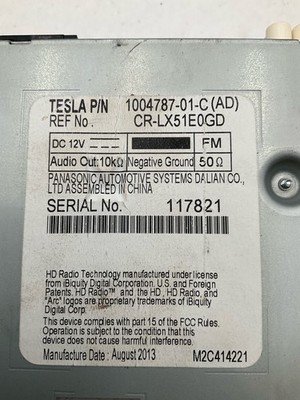 TESLA P/N 1004787-01-C (AD)
REF No. CR-LX51E0GD
DC 12V FM
Audio Out: 10kΩ Negative Ground 50Ω
PANASONIC AUTOMOTIVE SYSTEMS DALIAN CO.,
LTD ASSEMBLED IN CHINA
SERIAL No. 117821
HD Radio Technology manufactured under license
from iBiquity Digital Corporation. U.S. and Foreign
Patents. HD Radio™ and the HD, HD Radio, and
"Arc" logos are proprietary trademarks of iBiquity
Digital Corp.
This device complies with part 15 of the FCC Rules.
Operation is subject to the condition that this
device does not cause harmful interference.
Manufacture Date: August 2013 M2C414221